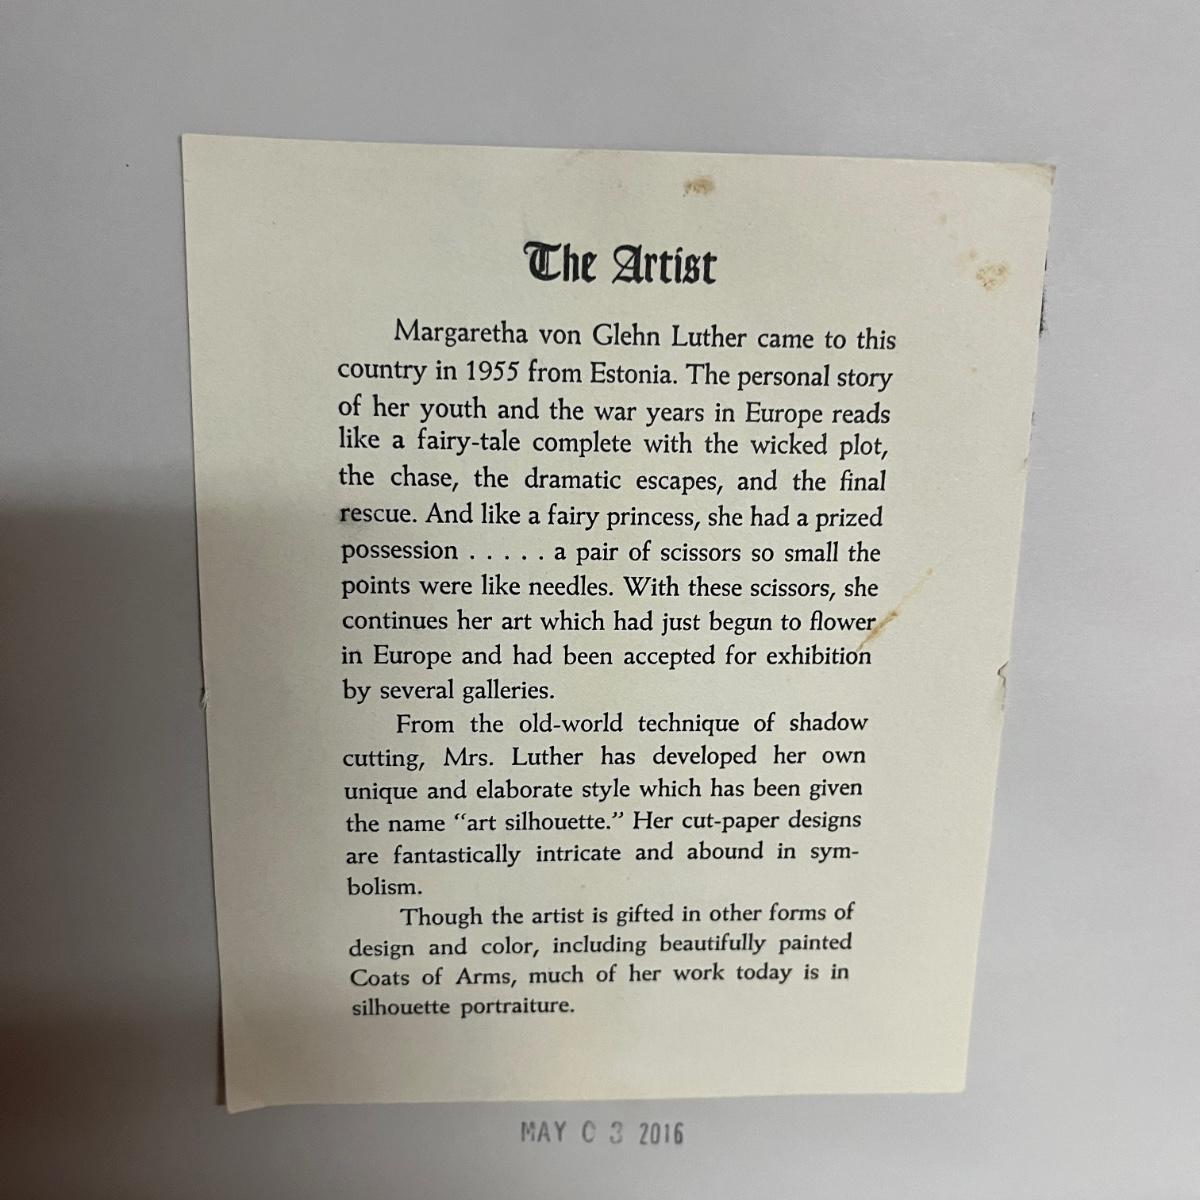 The Artist
Margaretha von Glehn Luther came to this
country in 1955 from Estonia. The personal story
of her youth and the war years in Europe reads
like a fairy-tale complete with the wicked plot,
the chase, the dramatic escapes, and the final
rescue. And like a fairy princess, she had a prized
possession . . . . . a pair of scissors so small the
points were like needles. With these scissors, she
continues her art which had just begun to flower
in Europe and had been accepted for exhibition
by several galleries.
From the old-world technique of shadow
cutting, Mrs. Luther has developed her own
unique and elaborate style which has been given
the name “art silhouette.” Her cut-paper designs
are fantastically intricate and abound in sym-
bolism.
Though the artist is gifted in other forms of
design and color, including beautifully painted
Coats of Arms, much of her work today is in
silhouette portraiture.
MAY 0 3 2016